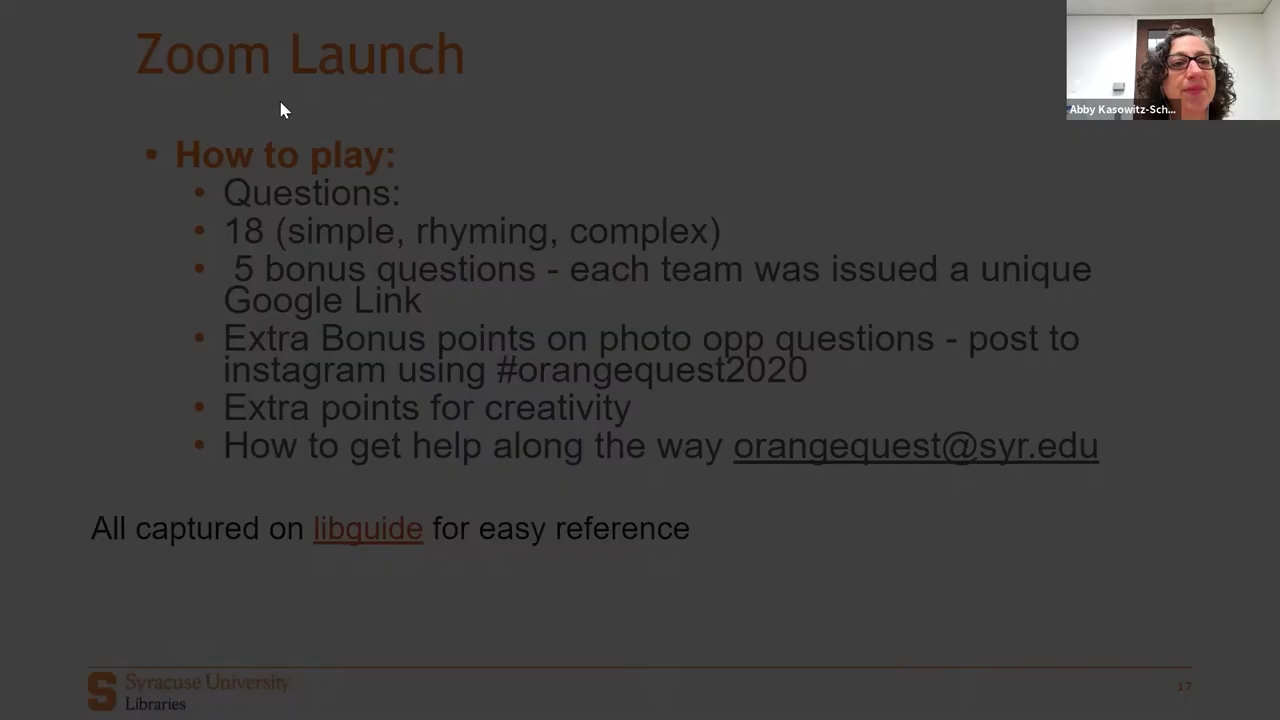 Zoom Launch
Abby Kasowitz-Sch...
• How to play:
• Questions:
• 18 (simple, rhyming, complex)
• 5 bonus questions - each team was issued a unique
Google Link
• Extra Bonus points on photo opp questions - post to
instagram using #orangequest2020
• Extra points for creativity
• How to get help along the way orangequest@syr.edu
All captured on libguide for easy reference
S Syracuse University
Libraries
17